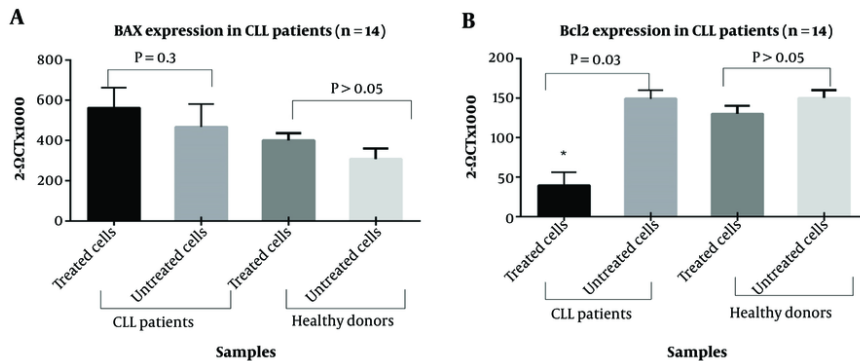 A
BAX expression in CLL patients (n = 14)
P = 0.3
P > 0.05
2-ΩCTx1000
800
600
400
200
0
Treated cells
Untreated cells
Treated cells
Untreated cells
CLL patients
Healthy donors
Samples
B
Bcl2 expression in CLL patients (n = 14)
P = 0.03
P > 0.05
2-ΩCTx1000
200
150
100
50
0
*
Treated cells
Untreated cells
Treated cells
Untreated cells
CLL patients
Healthy donors
Samples